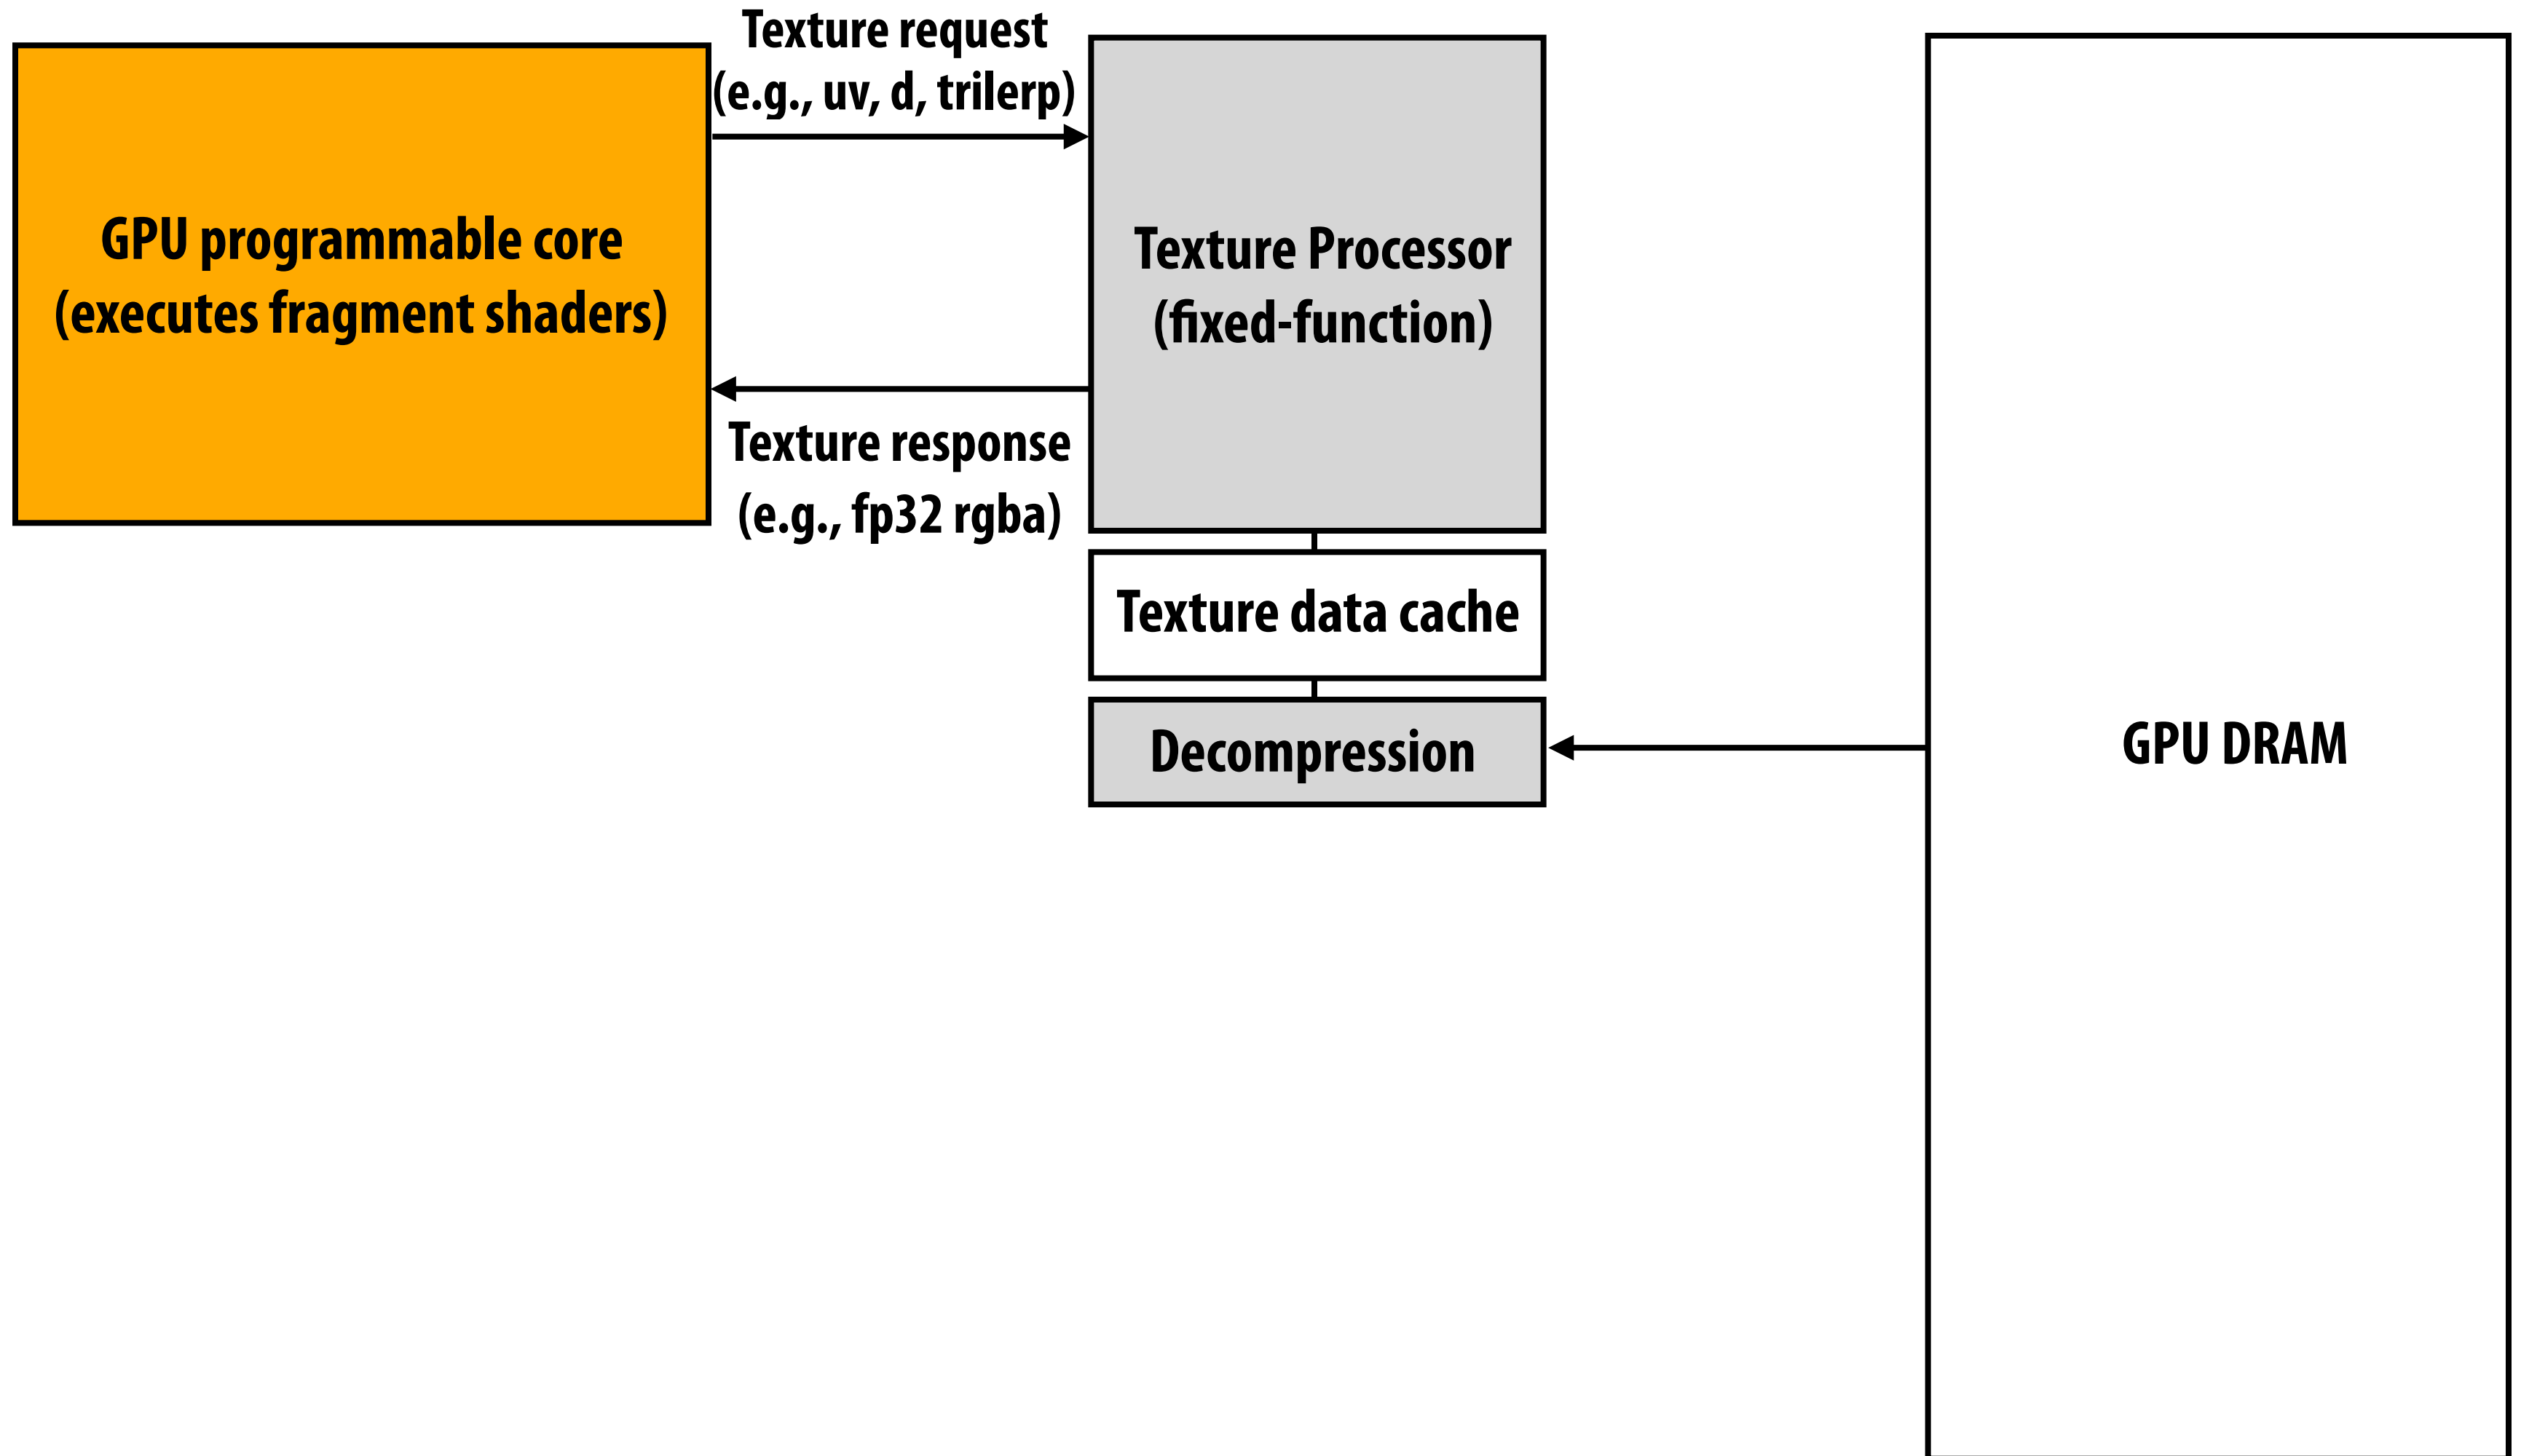 Texture request
(e.g., uv, d, trilerp)
GPU programmable core
(executes fragment shaders)
Texture Processor
(fixed-function)
Texture response
(e.g., fp32 rgba)
Texture data cache
Decompression
GPU DRAM